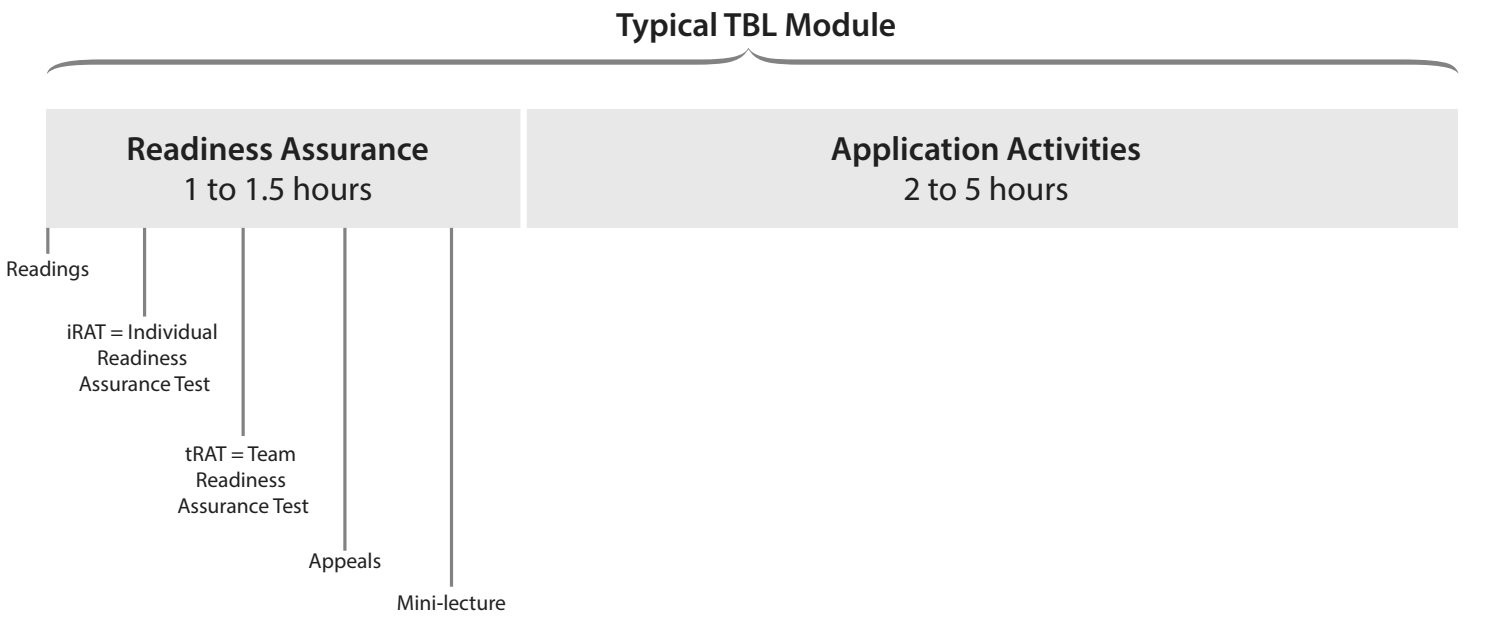 Typical TBL Module
Readiness Assurance
1 to 1.5 hours
Application Activities
2 to 5 hours
Readings
iRAT = Individual
Readiness
Assurance Test
tRAT = Team
Readiness
Assurance Test
Appeals
Mini-lecture